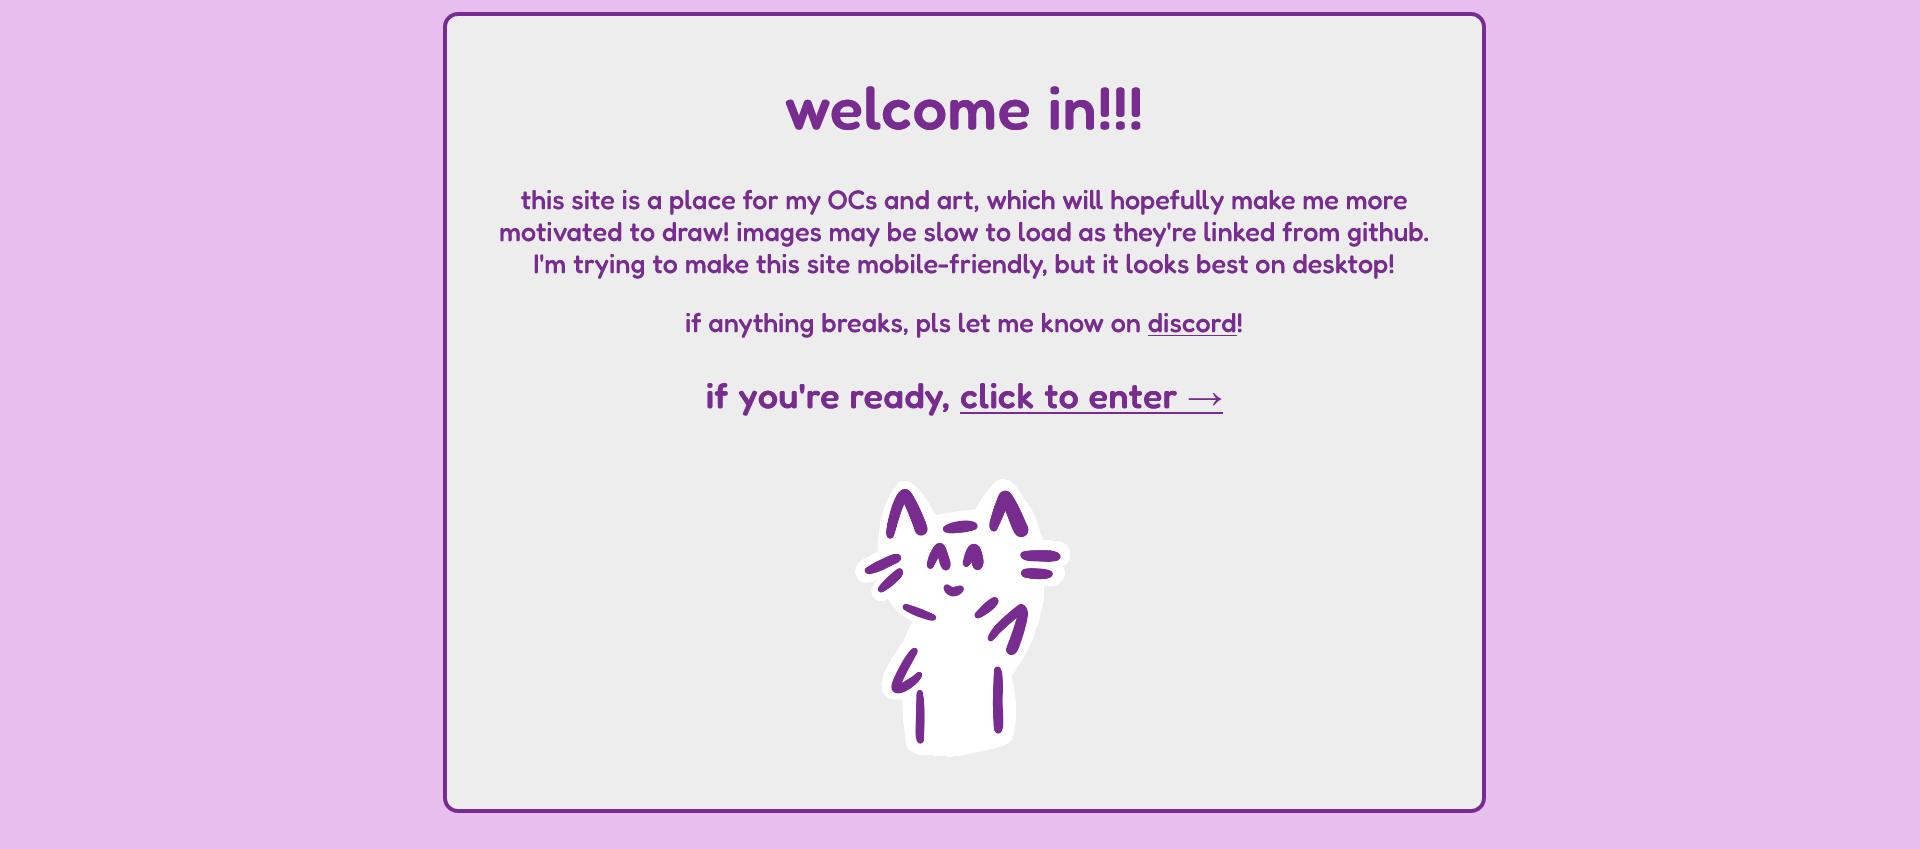 welcome in!!!
this site is a place for my OCs and art, which will hopefully make me more
motivated to draw! images may be slow to load as they're linked from github.
I'm trying to make this site mobile-friendly, but it looks best on desktop!
if anything breaks, pls let me know on discord!
if you're ready, click to enter →